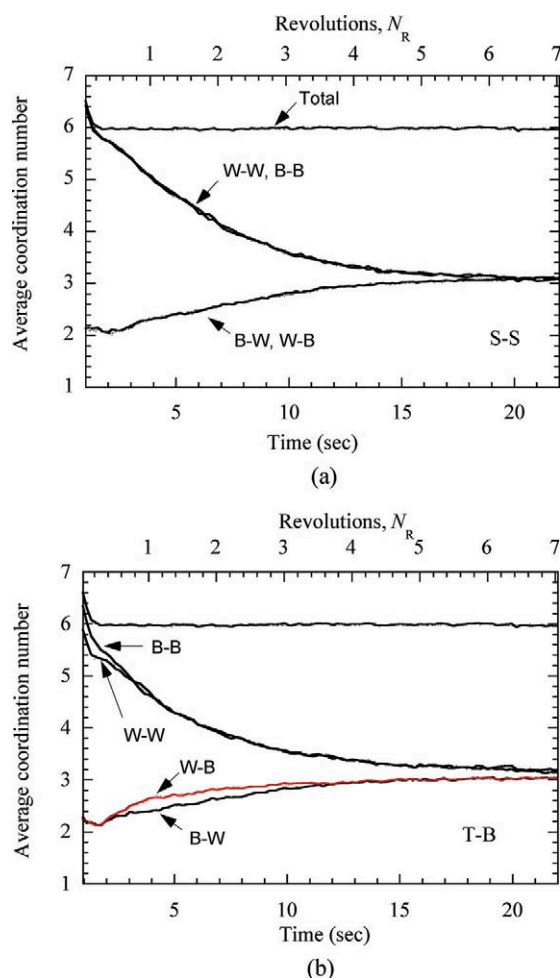 Revolutions, N_R
1 2 3 4 5 6 7
7
6
5
4
3
2
1
Average coordination number
Total
W-W, B-B
B-W, W-B
S-S
5 10 15 20
Time (sec)
(a)
Revolutions, N_R
1 2 3 4 5 6 7
7
6
5
4
3
2
1
Average coordination number
B-B
W-W
W-B
B-W
T-B
5 10 15 20
Time (sec)
(b)